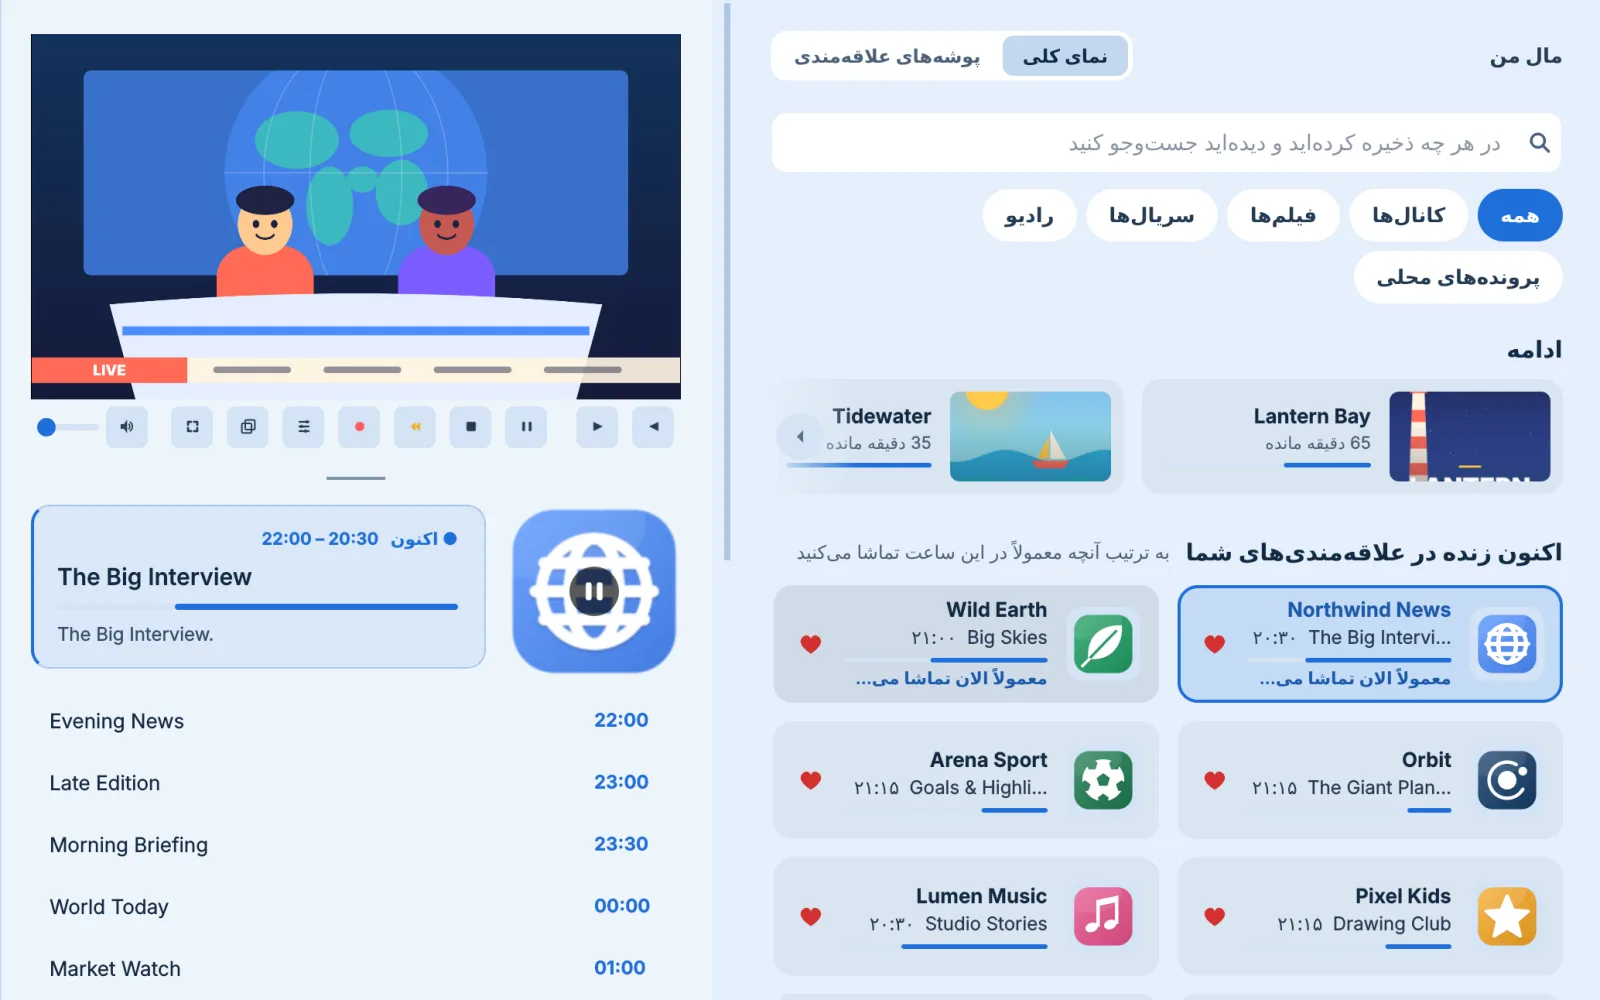 مال من
نمای کلی
پوشه‌های علاقه‌مندی
در هر چه ذخیره کرده‌اید و دیده‌اید جست‌وجو کنید
همه
کانال‌ها
فیلم‌ها
سریال‌ها
رادیو
پرونده‌های محلی
ادامه
Lantern Bay
65 دقیقه مانده
Tidewater
35 دقیقه مانده
اکنون زنده در علاقه‌مندی‌های شما
به ترتیب آنچه معمولاً در این ساعت تماشا می‌کنید
Northwind News
The Big Intervi... ۲۰:۳۰
معمولاً الان تماشا می...
Wild Earth
Big Skies ۲۱:۰۰
معمولاً الان تماشا می...
Orbit
The Giant Plan... ۲۱:۱۵
Arena Sport
Goals & Highli... ۲۱:۱۵
Pixel Kids
Drawing Club ۲۱:۱۵
Lumen Music
Studio Stories ۲۰:۳۰
LIVE
اکنون 20:30 – 22:00
The Big Interview
The Big Interview.
Evening News 22:00
Late Edition 23:00
Morning Briefing 23:30
World Today 00:00
Market Watch 01:00